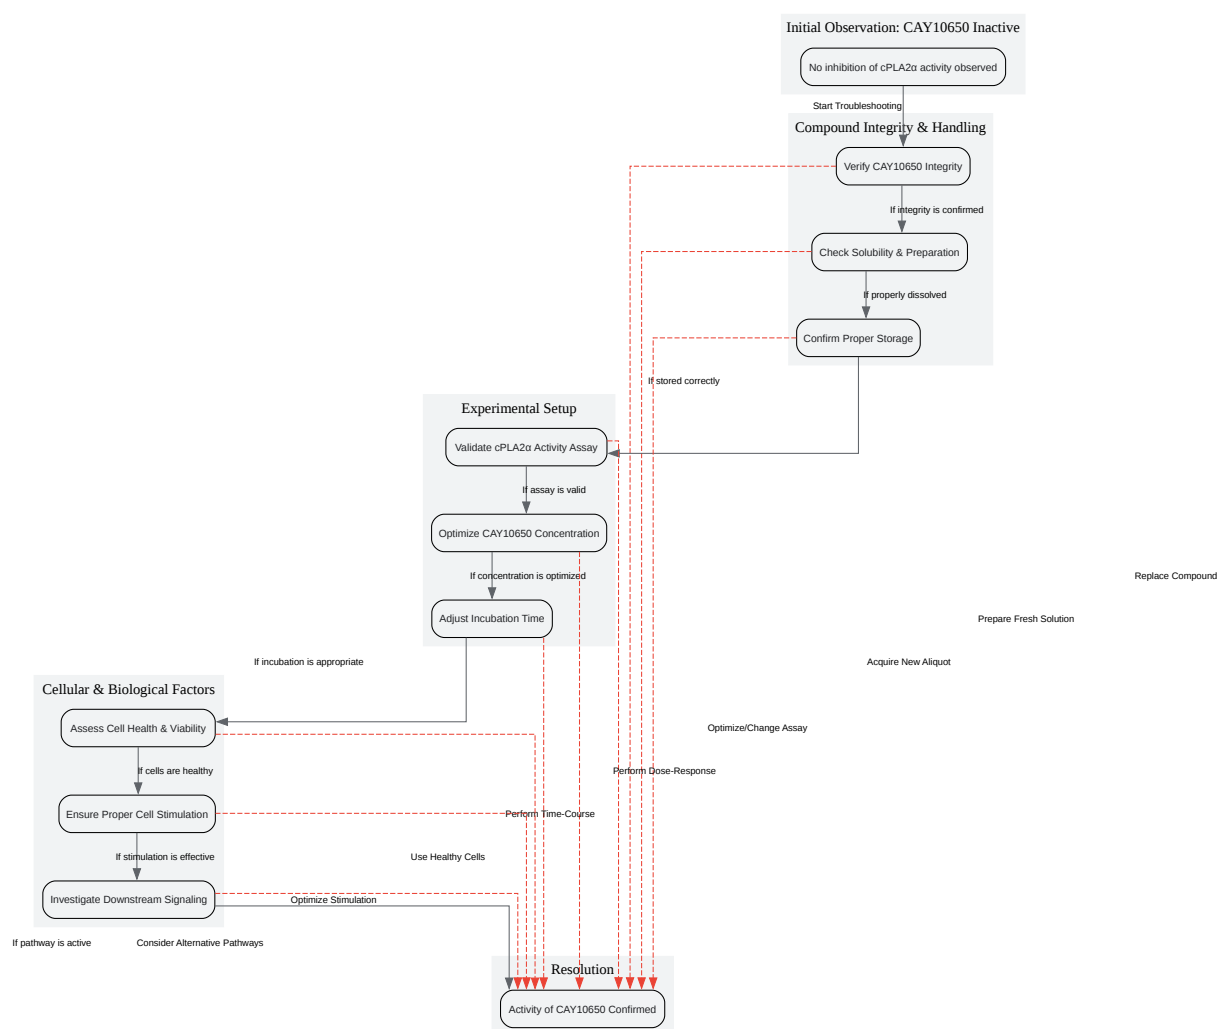 Initial Observation: CAY10650 Inactive
No inhibition of cPLA2α activity observed
Start Troubleshooting
Compound Integrity & Handling
Verify CAY10650 Integrity
If integrity is confirmed
Check Solubility & Preparation
If properly dissolved
Confirm Proper Storage
If stored correctly
Experimental Setup
Validate cPLA2α Activity Assay
If assay is valid
Optimize CAY10650 Concentration
If concentration is optimized
Replace Compound
Adjust Incubation Time
Prepare Fresh Solution
If incubation is appropriate
Acquire New Aliquot
Cellular & Biological Factors
Assess Cell Health & Viability
Optimize/Change Assay
If cells are healthy
Perform Dose-Response
Ensure Proper Cell Stimulation
Perform Time-Course
If stimulation is effective
Use Healthy Cells
Investigate Downstream Signaling
Optimize Stimulation
If pathway is active
Consider Alternative Pathways
Resolution
Activity of CAY10650 Confirmed